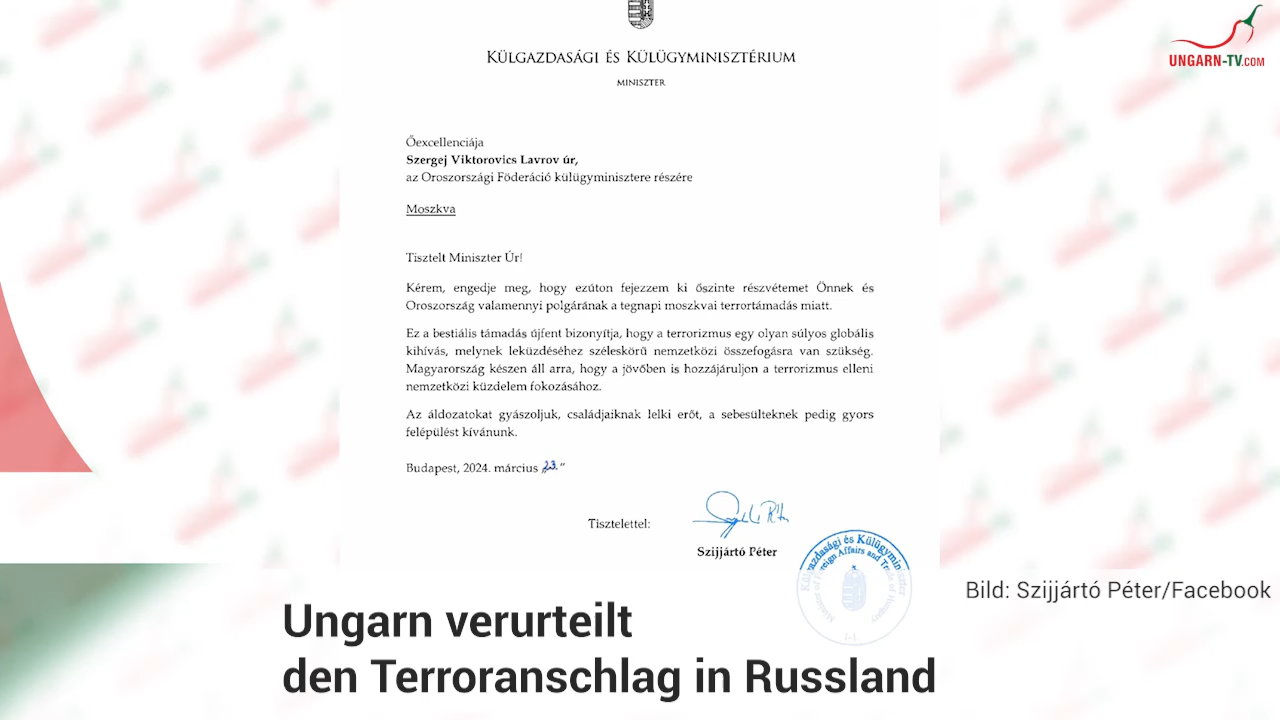 UNGARN-TV.COM
KÜLGAZDASÁGI ÉS KÜLÜGYMINISZTÉRIUM
MINISZTER
Őexcellenciája
Szergej Viktorovics Lavrov úr,
az Oroszországi Föderáció külügyminisztere részére
Moszkva
Tisztelt Miniszter Úr!
Kérem, engedje meg, hogy ezúton fejezzem ki őszinte részvétemet Önnek és
Oroszország valamennyi polgárának a tegnapi moszkvai terrortámadás miatt.
Ez a bestiális támadás újfent bizonyítja, hogy a terrorizmus egy olyan súlyos globális
kihívás, melynek leküzdéséhez széleskörű nemzetközi összefogásra van szükség.
Magyarország készen áll arra, hogy a jövőben is hozzájáruljon a terrorizmus elleni
nemzetközi küzdelem fokozásához.
Az áldozatokat gyászoljuk, családjaiknak lelki erőt, a sebesülteknek pedig gyors
felépülést kívánunk.
Budapest, 2024. március „23.”
Tisztelettel:
Szijjártó Péter
Bild: Szijjártó Péter/Facebook
Ungarn verurteilt
den Terroranschlag in Russland